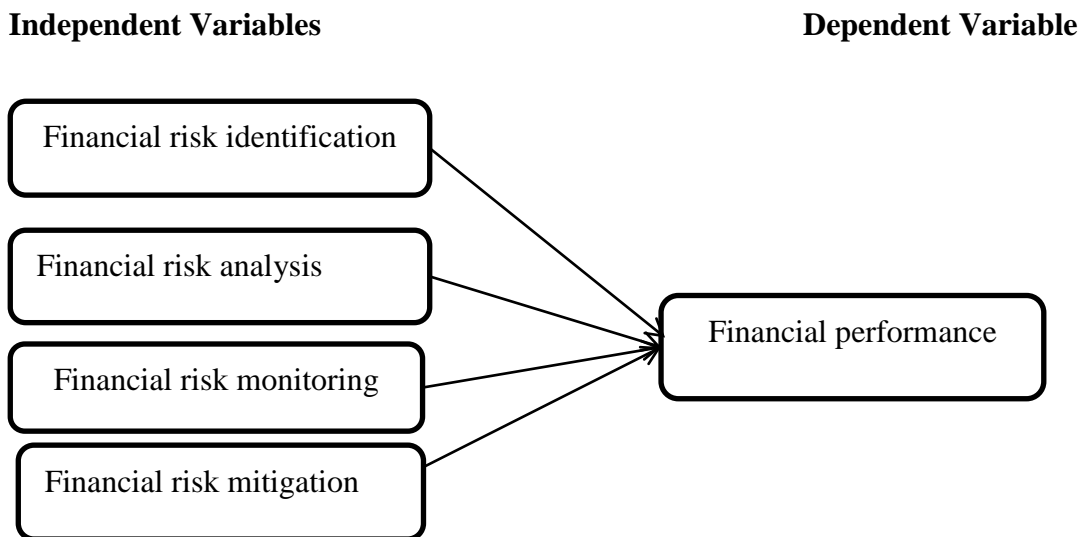 Independent Variables
Dependent Variable
Financial risk identification
Financial risk analysis
Financial risk monitoring
Financial risk mitigation
Financial performance